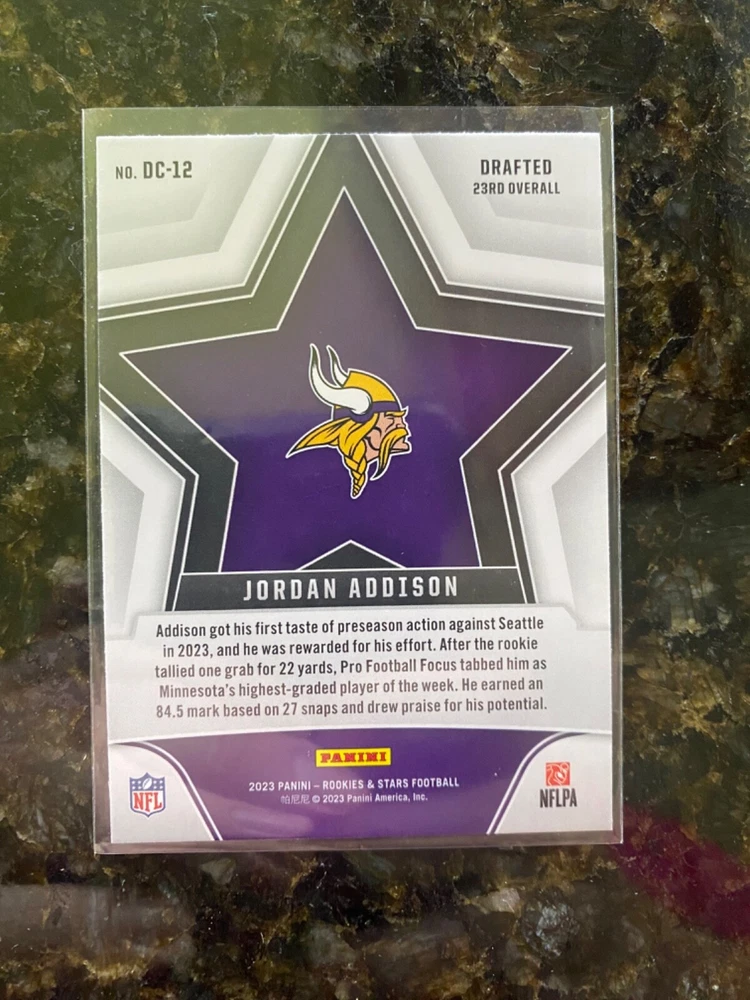 NO. DC-12
DRAFTED
23RD OVERALL
JORDAN ADDISON
Addison got his first taste of preseason action against Seattle
in 2023, and he was rewarded for his effort. After the rookie
tallied one grab for 22 yards, Pro Football Focus tabbed him as
Minnesota's highest-graded player of the week. He earned an
84.5 mark based on 27 snaps and drew praise for his potential.
PANINI
2023 PANINI – ROOKIES & STARS FOOTBALL
帕尼尼 © 2023 Panini America, Inc.
NFL
NFLPA